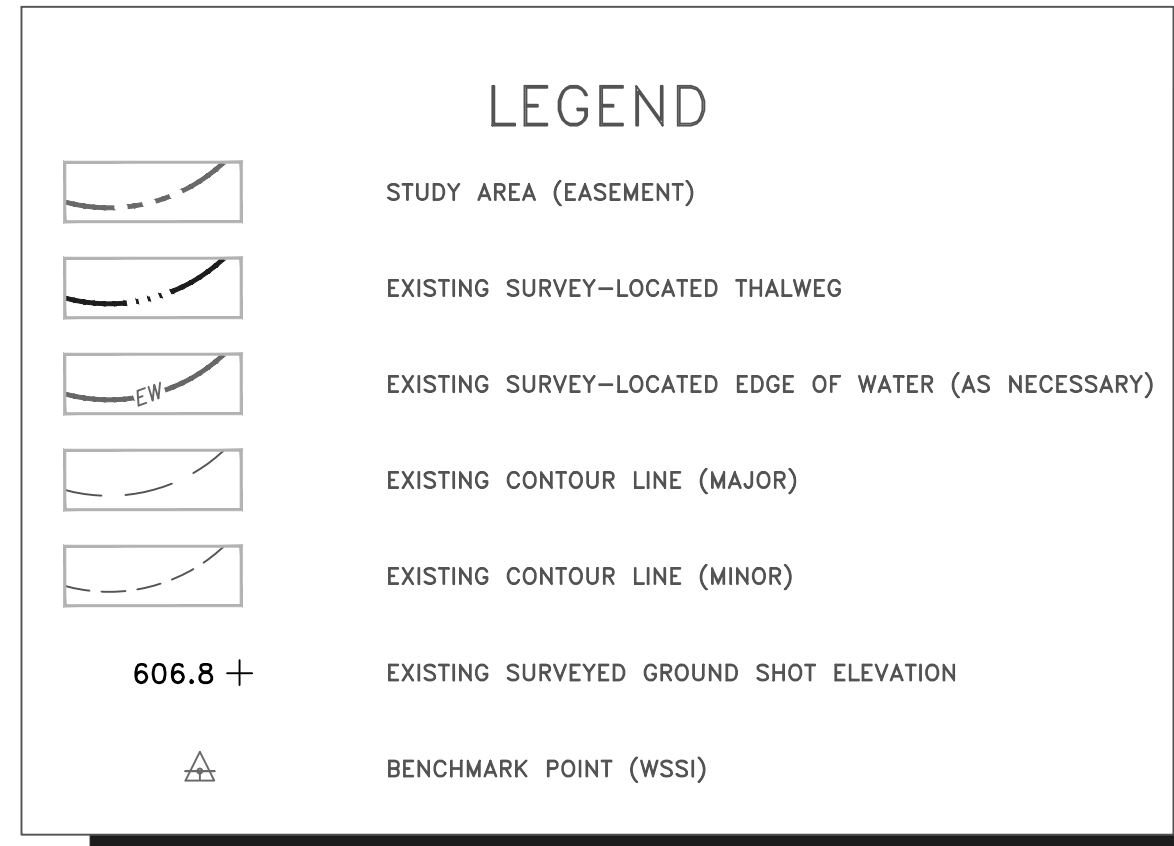 LEGEND
STUDY AREA (EASEMENT)
EXISTING SURVEY-LOCATED THALWEG
EW EXISTING SURVEY-LOCATED EDGE OF WATER (AS NECESSARY)
EXISTING CONTOUR LINE (MAJOR)
EXISTING CONTOUR LINE (MINOR)
606.8 + EXISTING SURVEYED GROUND SHOT ELEVATION
BENCHMARK POINT (WSSI)